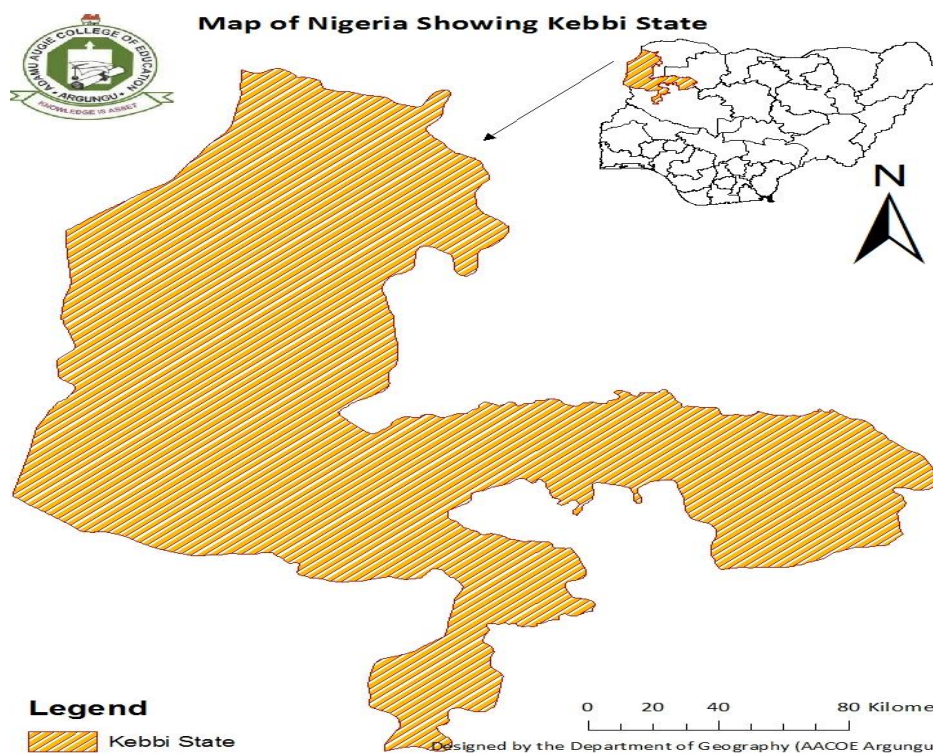 Map of Nigeria Showing Kebbi State
ADAMU AUGIE COLLEGE OF EDUCATION
ARGUNGU
KNOWLEDGE IS ASSET
N
Legend
Kebbi State
0 20 40 80 Kilome
Designed by the Department of Geography (AACOE Argungu